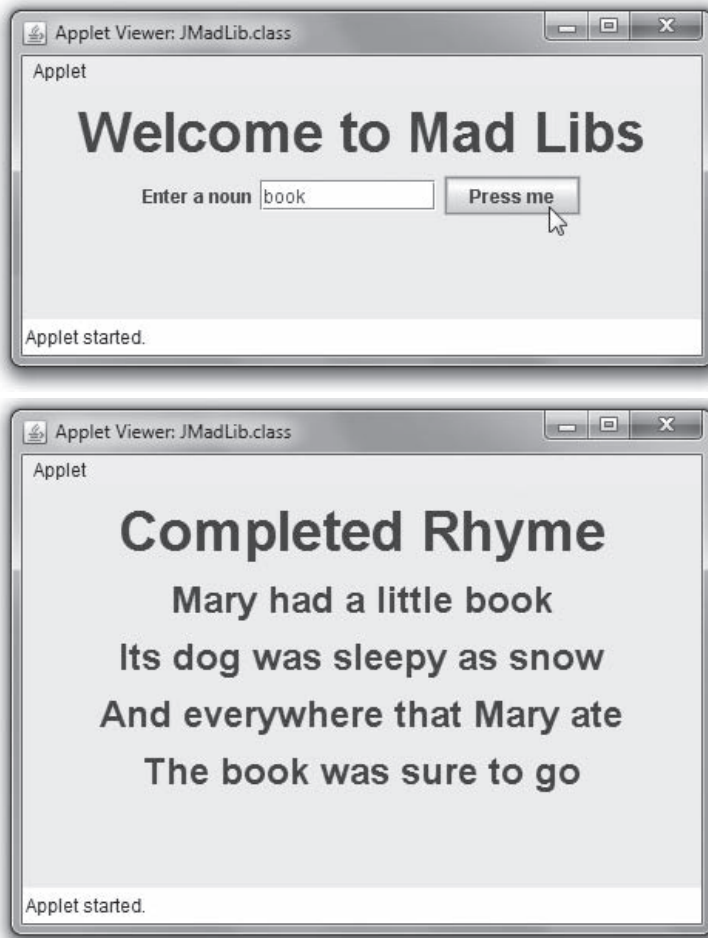 Applet Viewer: JMadLib.class
Applet
Welcome to Mad Libs
Enter a noun book Press me
Applet started.
Applet Viewer: JMadLib.class
Applet
Completed Rhyme
Mary had a little book
Its dog was sleepy as snow
And everywhere that Mary ate
The book was sure to go
Applet started.